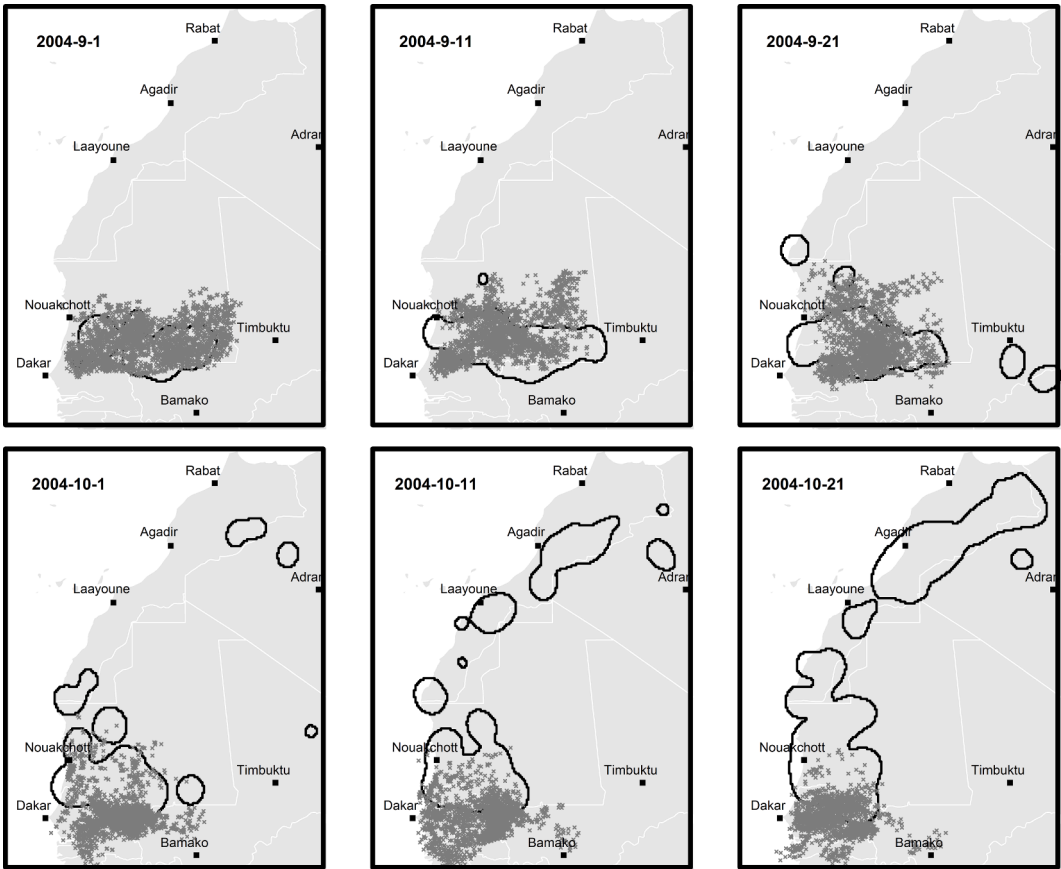 2004-9-1
Rabat
Agadir
Laayoune
Adrar
Nouakchott
Timbuktu
Dakar
Bamako
2004-9-11
Rabat
Agadir
Laayoune
Adrar
Nouakchott
Timbuktu
Dakar
Bamako
2004-9-21
Rabat
Agadir
Laayoune
Adrar
Nouakchott
Timbuktu
Dakar
Bamako
2004-10-1
Rabat
Agadir
Laayoune
Adrar
Nouakchott
Timbuktu
Dakar
Bamako
2004-10-11
Rabat
Agadir
Laayoune
Adrar
Nouakchott
Timbuktu
Dakar
Bamako
2004-10-21
Rabat
Agadir
Laayoune
Adrar
Nouakchott
Timbuktu
Dakar
Bamako